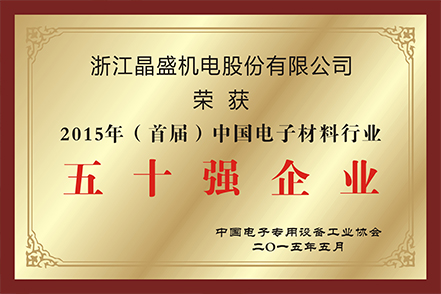 浙江晶盛机电股份有限公司
荣获
2015年（首届）中国电子材料行业
五十强企业
中国电子专用设备工业协会
二〇一五年五月